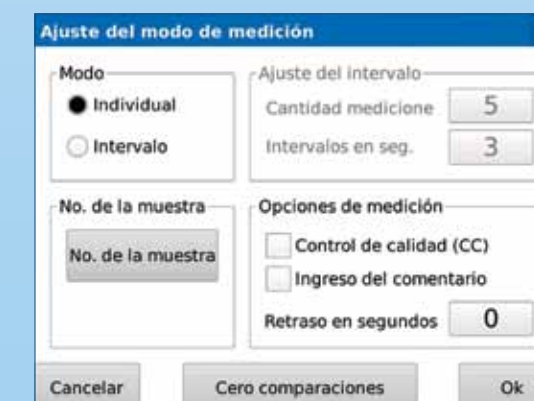 Ajuste del modo de medición
Modo
Individual
Intervalo
Ajuste del intervalo
Cantidad medicione 5
Intervalos en seg. 3
No. de la muestra
No. de la muestra
Opciones de medición
Control de calidad (CC)
Ingreso del comentario
Retraso en segundos 0
Cancelar Cero comparaciones Ok